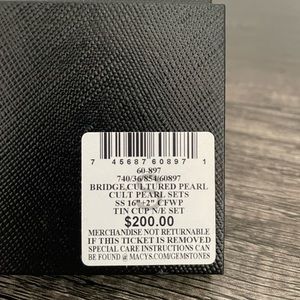 7 45687 60897 1
60-897
740/36/854/60897
BRIDGE,CULTURED PEARL
CULT PEARL SETS
SS 16"+2" CFWP
TIN CUP N/E SET
$200.00
MERCHANDISE NOT RETURNABLE
IF THIS TICKET IS REMOVED
SPECIAL CARE INSTRUCTIONS CAN
BE FOUND @ MACYS.COM/GEMSTONES